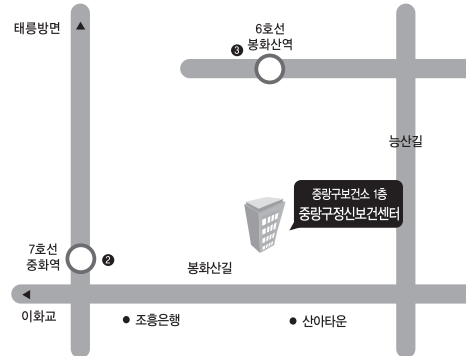 태릉방면
6호선
봉화산역
❸
능산길
중랑구보건소 1층
중랑구정신보건센터
7호선
중화역
❷
봉화산길
이화교
● 조흥은행
● 산아타운